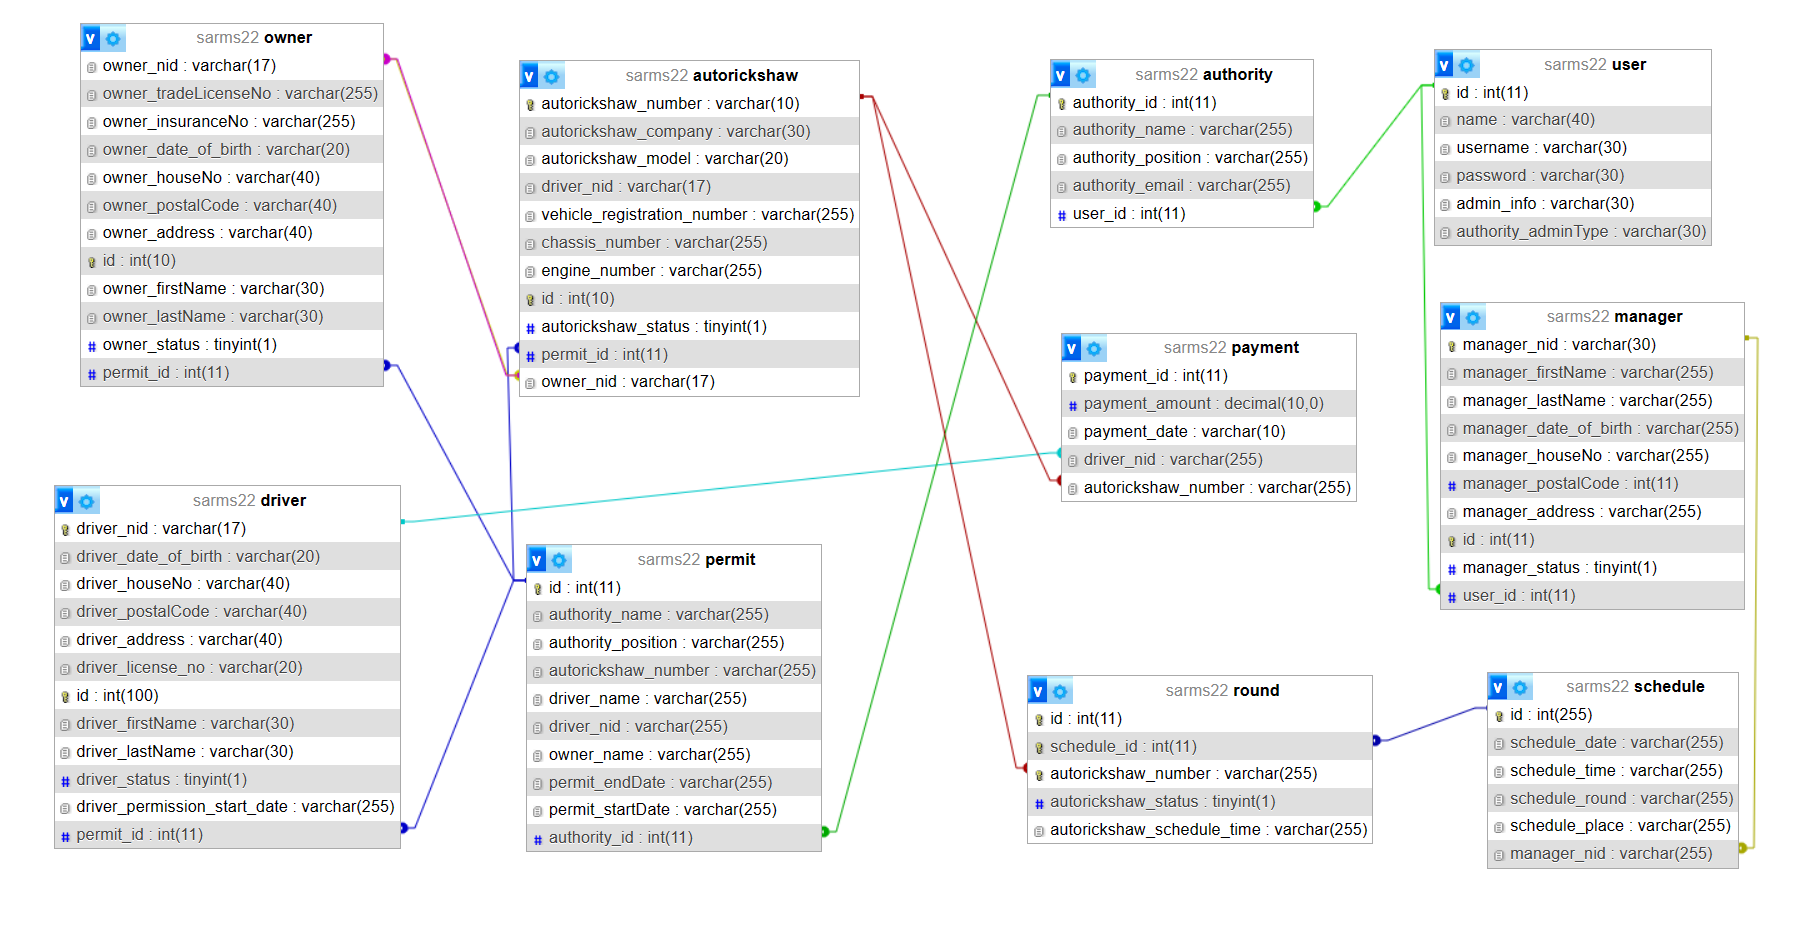 v sarms22 owner
owner_nid : varchar(17)
owner_tradeLicenseNo : varchar(255)
owner_insuranceNo : varchar(255)
owner_date_of_birth : varchar(20)
owner_houseNo : varchar(40)
owner_postalCode : varchar(40)
owner_address : varchar(40)
id : int(10)
owner_firstName : varchar(30)
owner_lastName : varchar(30)
# owner_status : tinyint(1)
# permit_id : int(11)
v sarms22 autorickshaw
autorickshaw_number : varchar(10)
autorickshaw_company : varchar(30)
autorickshaw_model : varchar(20)
driver_nid : varchar(17)
vehicle_registration_number : varchar(255)
chassis_number : varchar(255)
engine_number : varchar(255)
id : int(10)
# autorickshaw_status : tinyint(1)
# permit_id : int(11)
owner_nid : varchar(17)
v sarms22 authority
authority_id : int(11)
authority_name : varchar(255)
authority_position : varchar(255)
authority_email : varchar(255)
# user_id : int(11)
v sarms22 user
id : int(11)
name : varchar(40)
username : varchar(30)
password : varchar(30)
admin_info : varchar(30)
authority_adminType : varchar(30)
v sarms22 payment
payment_id : int(11)
# payment_amount : decimal(10,0)
payment_date : varchar(10)
driver_nid : varchar(255)
autorickshaw_number : varchar(255)
v sarms22 manager
manager_nid : varchar(30)
manager_firstName : varchar(255)
manager_lastName : varchar(255)
manager_date_of_birth : varchar(255)
manager_houseNo : varchar(255)
# manager_postalCode : int(11)
manager_address : varchar(255)
id : int(11)
# manager_status : tinyint(1)
# user_id : int(11)
v sarms22 driver
driver_nid : varchar(17)
driver_date_of_birth : varchar(20)
driver_houseNo : varchar(40)
driver_postalCode : varchar(40)
driver_address : varchar(40)
driver_license_no : varchar(20)
id : int(100)
driver_firstName : varchar(30)
driver_lastName : varchar(30)
# driver_status : tinyint(1)
driver_permission_start_date : varchar(255)
# permit_id : int(11)
v sarms22 permit
id : int(11)
authority_name : varchar(255)
authority_position : varchar(255)
autorickshaw_number : varchar(255)
driver_name : varchar(255)
driver_nid : varchar(255)
owner_name : varchar(255)
permit_endDate : varchar(255)
permit_startDate : varchar(255)
# authority_id : int(11)
v sarms22 round
id : int(11)
schedule_id : int(11)
autorickshaw_number : varchar(255)
# autorickshaw_status : tinyint(1)
autorickshaw_schedule_time : varchar(255)
v sarms22 schedule
id : int(255)
schedule_date : varchar(255)
schedule_time : varchar(255)
schedule_round : varchar(255)
schedule_place : varchar(255)
manager_nid : varchar(255)